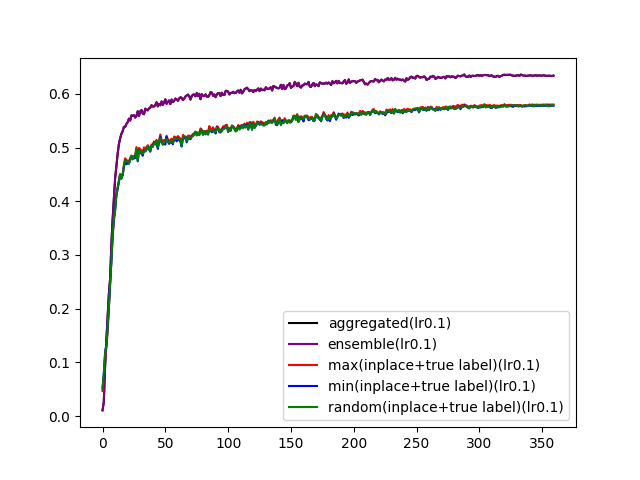 0.6
0.5
0.4
0.3
0.2
0.1
0.0
aggregated(lr0.1)
ensemble(lr0.1)
max(inplace+true label)(lr0.1)
min(inplace+true label)(lr0.1)
random(inplace+true label)(lr0.1)
0 50 100 150 200 250 300 350